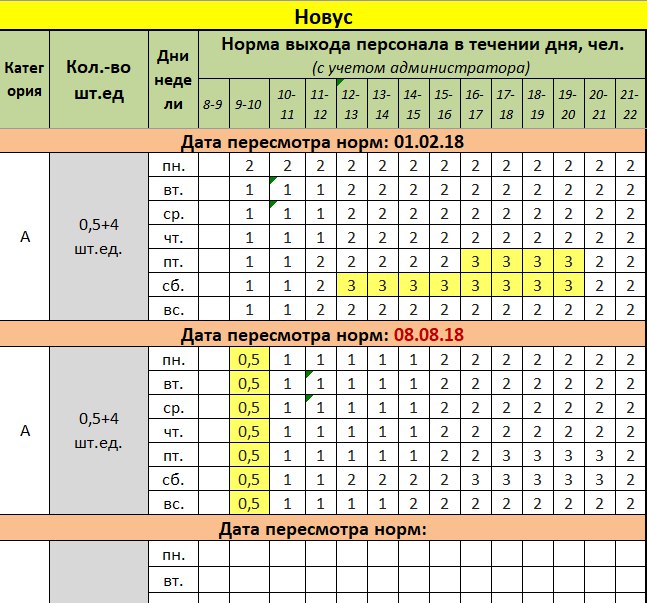 Новус
Катег
ория
Кол.-во
шт.ед
Дни
неде
ли
Норма выхода персонала в течении дня, чел.
(с учетом администратора)
8-9 9-10 10-11 11-12 12-13 13-14 14-15 15-16 16-17 17-18 18-19 19-20 20-21 21-22
Дата пересмотра норм: 01.02.18
А
0,5+4
шт.ед.
пн. 2 2 2 2 2 2 2 2 2 2 2 2 2
вт. 1 1 1 2 2 2 2 2 2 2 2 2 2
ср. 1 1 1 2 2 2 2 2 2 2 2 2 2
чт. 1 1 1 2 2 2 2 2 2 2 2 2 2
пт. 1 1 2 2 2 2 2 3 3 3 3 2 2
сб. 1 1 2 3 3 3 3 3 3 3 3 2 2
вс. 1 1 2 2 2 2 2 2 2 2 2 2 2
Дата пересмотра норм: 08.08.18
А
0,5+4
шт.ед.
пн. 0,5 1 1 1 1 1 2 2 2 2 2 2 2
вт. 0,5 1 1 1 1 1 2 2 2 2 2 2 2
ср. 0,5 1 1 1 1 1 2 2 2 2 2 2 2
чт. 0,5 1 1 1 1 1 2 2 2 2 2 2 2
пт. 0,5 1 1 1 1 1 2 2 3 3 3 3 2
сб. 0,5 1 1 2 2 2 2 3 3 3 3 3 2
вс. 0,5 1 1 1 1 2 2 2 2 2 2 2 2
Дата пересмотра норм:
пн.
вт.